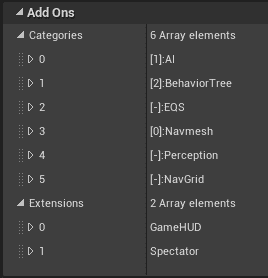 Add Ons
Categories 6 Array elements
0 [1]:AI
1 [2]:BehaviorTree
2 [-]:EQS
3 [0]:Navmesh
4 [-]:Perception
5 [-]:NavGrid
Extensions 2 Array elements
0 GameHUD
1 Spectator